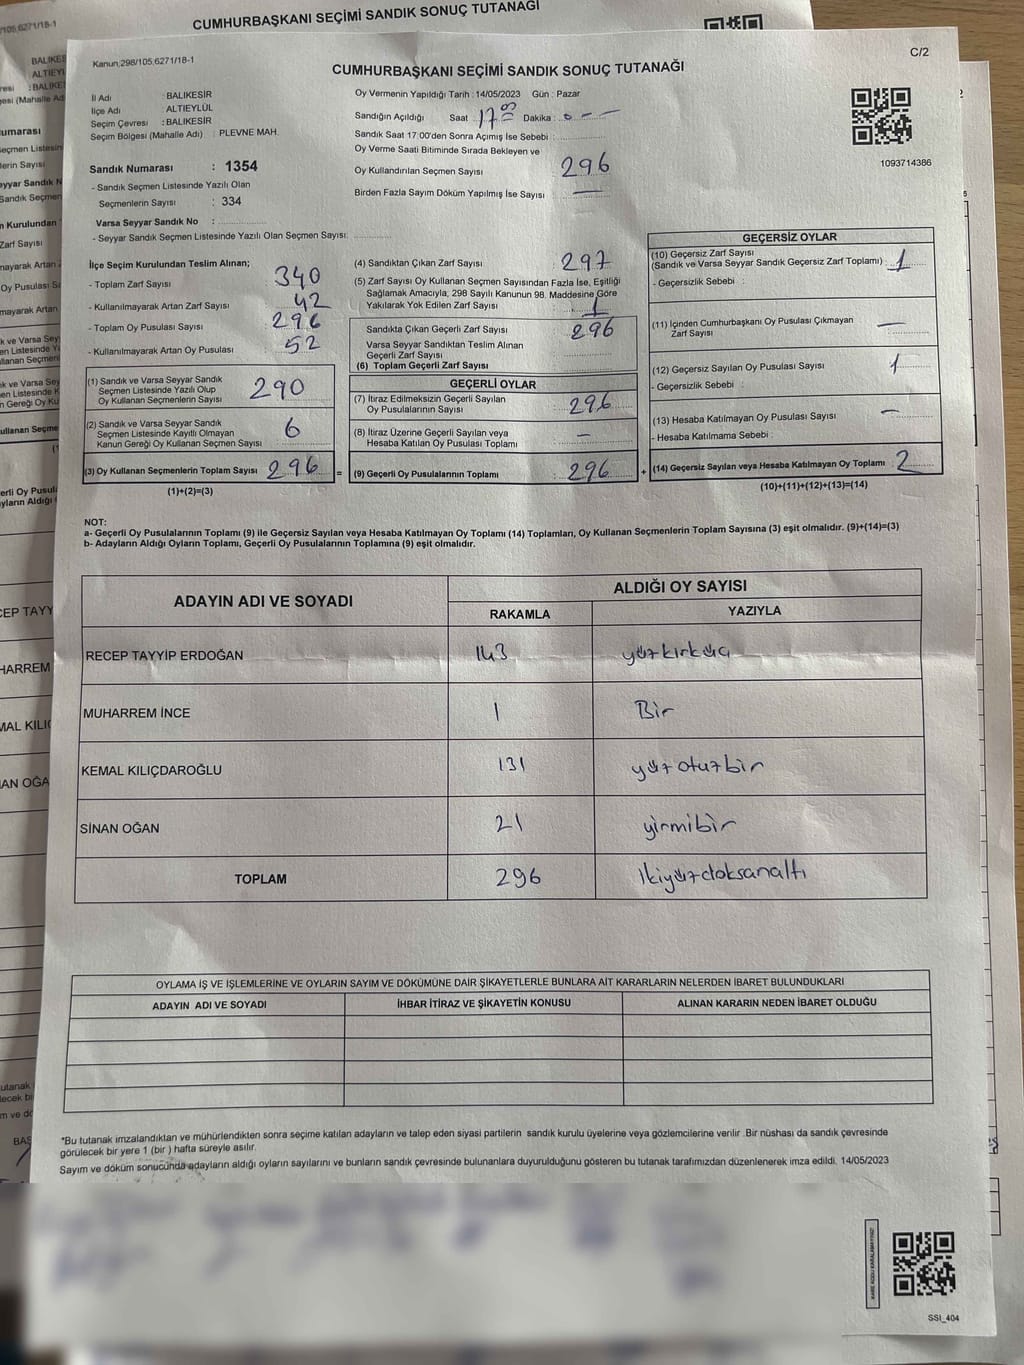 CUMHURBAŞKANI SEÇİMİ SANDIK SONUÇ TUTANAĞI
Kanun;298/105,6271/18-1
C/2
CUMHURBAŞKANI SEÇİMİ SANDIK SONUÇ TUTANAĞI
İl Adı : BALIKESİR
İlçe Adı : ALTIEYLÜL
Seçim Çevresi : BALIKESİR
Seçim Bölgesi (Mahalle Adı) : PLEVNE MAH.
Sandık Numarası : 1354
- Sandık Seçmen Listesinde Yazılı Olan
Seçmenlerin Sayısı : 334
Varsa Seyyar Sandık No :
- Seyyar Sandık Seçmen Listesinde Yazılı Olan Seçmen Sayısı:
Oy Vermenin Yapıldığı Tarih : 14/05/2023 Gün : Pazar
Sandığın Açıldığı Saat : 17 Dakika :
Sandık Saat 17:00'den Sonra Açımış İse Sebebi :
Oy Verme Saati Bitiminde Sırada Bekleyen ve
Oy Kullandırılan Seçmen Sayısı 296
Birden Fazla Sayım Döküm Yapılmış İse Sayısı : —
1093714386
İlçe Seçim Kurulundan Teslim Alınan;
- Toplam Zarf Sayısı : 340
- Kullanılmayarak Artan Zarf Sayısı : 42
- Toplam Oy Pusulası Sayısı : 296
- Kullanılmayarak Artan Oy Pusulası : 52
(1) Sandık ve Varsa Seyyar Sandık
Seçmen Listesinde Yazılı Olup
Oy Kullanan Seçmenlerin Sayısı 290
(2) Sandık ve Varsa Seyyar Sandık
Seçmen Listesinde Kayıtlı Olmayan
Kanun Gereği Oy Kullanan Seçmen Sayısı 6
(3) Oy Kullanan Seçmenlerin Toplam Sayısı 296 =
(1)+(2)=(3)
(4) Sandıktan Çıkan Zarf Sayısı : 297
(5) Zarf Sayısı Oy Kullanan Seçmen Sayısından Fazla İse, Eşitliği
Sağlamak Amacıyla, 298 Sayılı Kanunun 98. Maddesine Göre
Yakılarak Yok Edilen Zarf Sayısı : 1
Sandıkta Çıkan Geçerli Zarf Sayısı : 296
Varsa Seyyar Sandıktan Teslim Alınan
Geçerli Zarf Sayısı
(6) Toplam Geçerli Zarf Sayısı
GEÇERLİ OYLAR
(7) İtiraz Edilmeksizin Geçerli Sayılan
Oy Pusulalarının Sayısı : 296
(8) İtiraz Üzerine Geçerli Sayılan veya
Hesaba Katılan Oy Pusulası Toplamı : —
(9) Geçerli Oy Pusulalarının Toplamı : 296 +
GEÇERSİZ OYLAR
(10) Geçersiz Zarf Sayısı
(Sandık ve Varsa Seyyar Sandık Geçersiz Zarf Toplamı) : 1
- Geçersizlik Sebebi :
(11) İçinden Cumhurbaşkanı Oy Pusulası Çıkmayan
Zarf Sayısı : —
(12) Geçersiz Sayılan Oy Pusulası Sayısı : 1
- Geçersizlik Sebebi :
(13) Hesaba Katılmayan Oy Pusulası Sayısı : —
- Hesaba Katılmama Sebebi :
(14) Geçersiz Sayılan veya Hesaba Katılmayan Oy Toplamı : 2
(10)+(11)+(12)+(13)=(14)
NOT:
a- Geçerli Oy Pusulalarının Toplamı (9) ile Geçersiz Sayılan veya Hesaba Katılmayan Oy Toplamı (14) Toplamları, Oy Kullanan Seçmenlerin Toplam Sayısına (3) eşit olmalıdır. (9)+(14)=(3)
b- Adayların Aldığı Oyların Toplamı, Geçerli Oy Pusulalarının Toplamına (9) eşit olmalıdır.
ADAYIN ADI VE SOYADI
ALDIĞI OY SAYISI
RAKAMLA YAZIYLA
RECEP TAYYİP ERDOĞAN 143 yüzkırküç
MUHARREM İNCE 1 Bir
KEMAL KILIÇDAROĞLU 131 yüzotuzbir
SİNAN OĞAN 21 yirmibir
TOPLAM 296 İkiyüzdoksanaltı
OYLAMA İŞ VE İŞLEMLERİNE VE OYLARIN SAYIM VE DÖKÜMÜNE DAİR ŞİKAYETLERLE BUNLARA AİT KARARLARIN NELERDEN İBARET BULUNDUKLARI
ADAYIN ADI VE SOYADI İHBAR İTİRAZ VE ŞİKAYETİN KONUSU ALINAN KARARIN NEDEN İBARET OLDUĞU
*Bu tutanak imzalandıktan ve mühürlendikten sonra seçime katılan adayların ve talep eden siyasi partilerin sandık kurulu üyelerine veya gözlemcilerine verilir .Bir nüshası da sandık çevresinde
görülecek bir yere 1 (bir ) hafta süreyle asılır.
Sayım ve döküm sonucunda adayların aldığı oyların sayılarını ve bunların sandık çevresinde bulunanlara duyurulduğunu gösteren bu tutanak tarafımızdan düzenlenerek imza edildi. 14/05/2023
KARE KODU KARALAMAYINIZ!
SSI_404